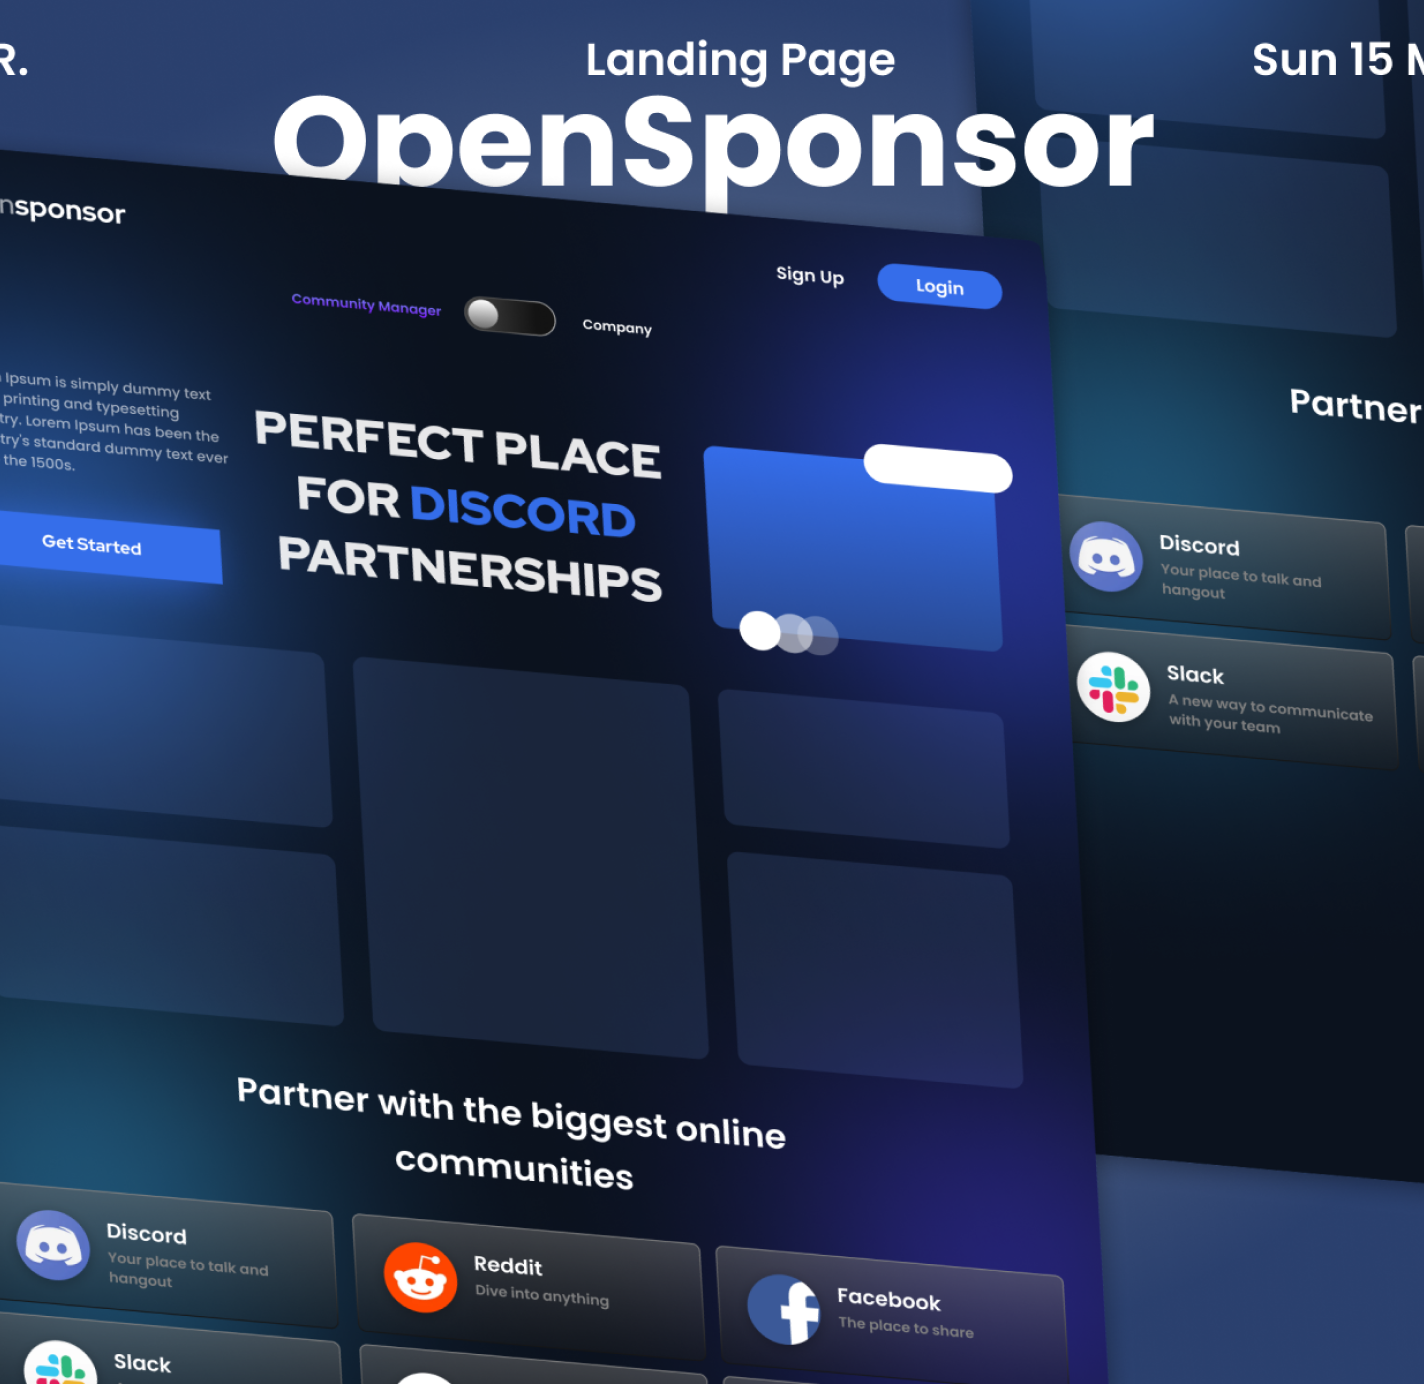 R.
Landing Page
Sun 15 M
OpenSponsor
nsponsor
Sign Up
Login
Community Manager
Company
Ipsum is simply dummy text
printing and typesetting
try. Lorem Ipsum has been the
try's standard dummy text ever
the 1500s.
Get Started
PERFECT PLACE
FOR DISCORD
PARTNERSHIPS
Partner with the biggest online
communities
Discord
Your place to talk and
hangout
Reddit
Dive into anything
Facebook
The place to share
Slack
Partner
Discord
Your place to talk and
hangout
Slack
A new way to communicate
with your team